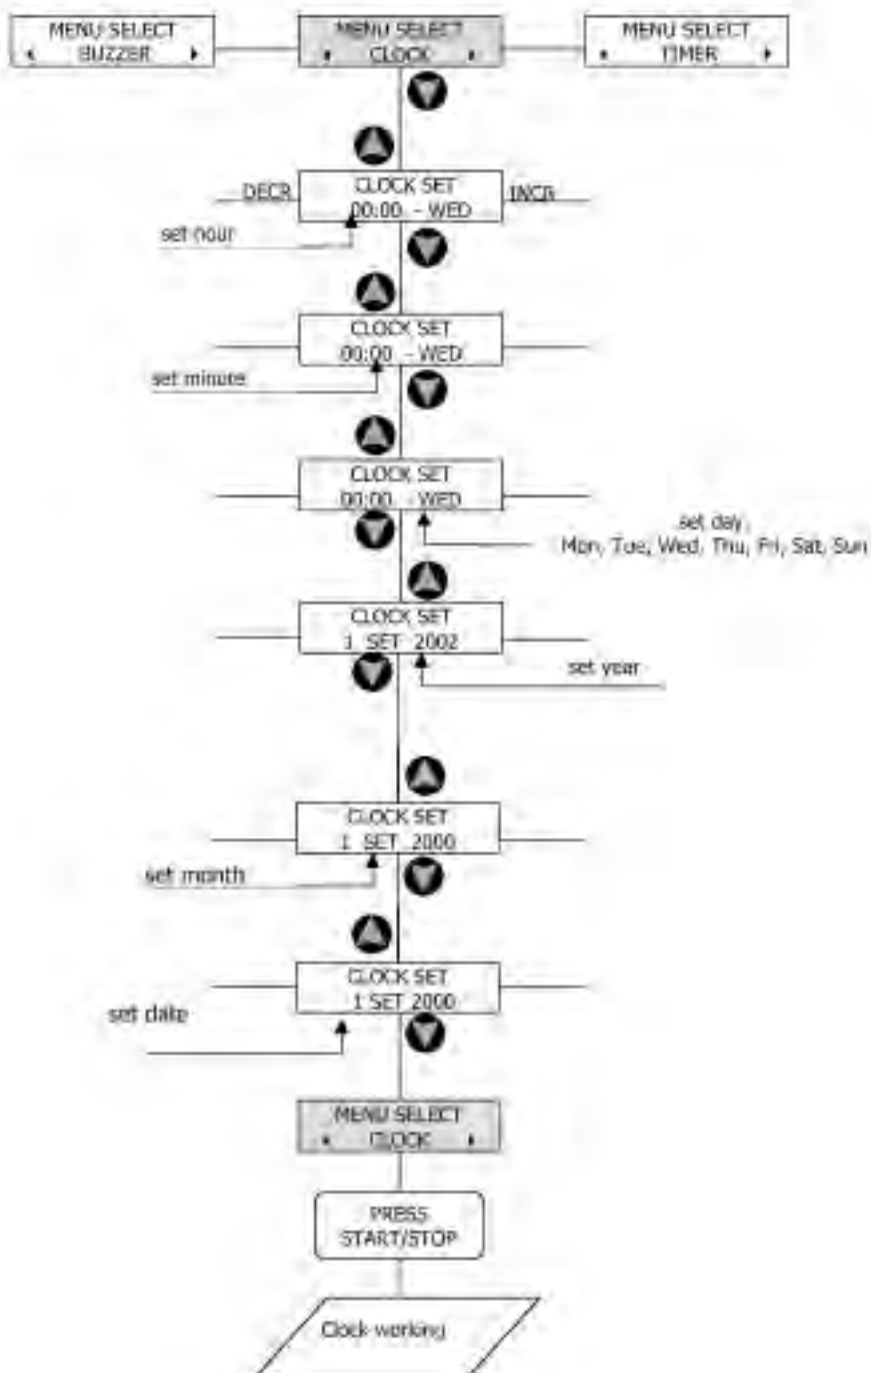 MENU SELECT
BUZZER
MENU SELECT
CLOCK
MENU SELECT
TIMER
DECR
CLOCK SET
00:00 - WED
INCR
set hour
CLOCK SET
00:00 - WED
set minute
CLOCK SET
00:00 - WED
set day
Mon, Tue, Wed, Thu, Fri, Sat, Sun
CLOCK SET
1 SET 2002
set year
CLOCK SET
1 SET 2000
set month
CLOCK SET
1 SET 2000
set date
MENU SELECT
CLOCK
PRESS
START/STOP
Clock working